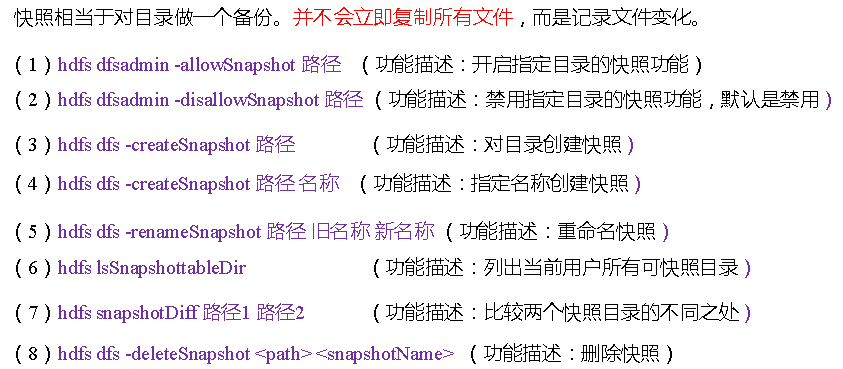 快照相当于对目录做一个备份。并不会立即复制所有文件，而是记录文件变化。
（1）hdfs dfsadmin -allowSnapshot 路径 （功能描述：开启指定目录的快照功能）
（2）hdfs dfsadmin -disallowSnapshot 路径 （功能描述：禁用指定目录的快照功能，默认是禁用）
（3）hdfs dfs -createSnapshot 路径 （功能描述：对目录创建快照）
（4）hdfs dfs -createSnapshot 路径 名称 （功能描述：指定名称创建快照）
（5）hdfs dfs -renameSnapshot 路径 旧名称 新名称 （功能描述：重命名快照）
（6）hdfs lsSnapshottableDir （功能描述：列出当前用户所有可快照目录）
（7）hdfs snapshotDiff 路径1 路径2 （功能描述：比较两个快照目录的不同之处）
（8）hdfs dfs -deleteSnapshot <path> <snapshotName> （功能描述：删除快照）